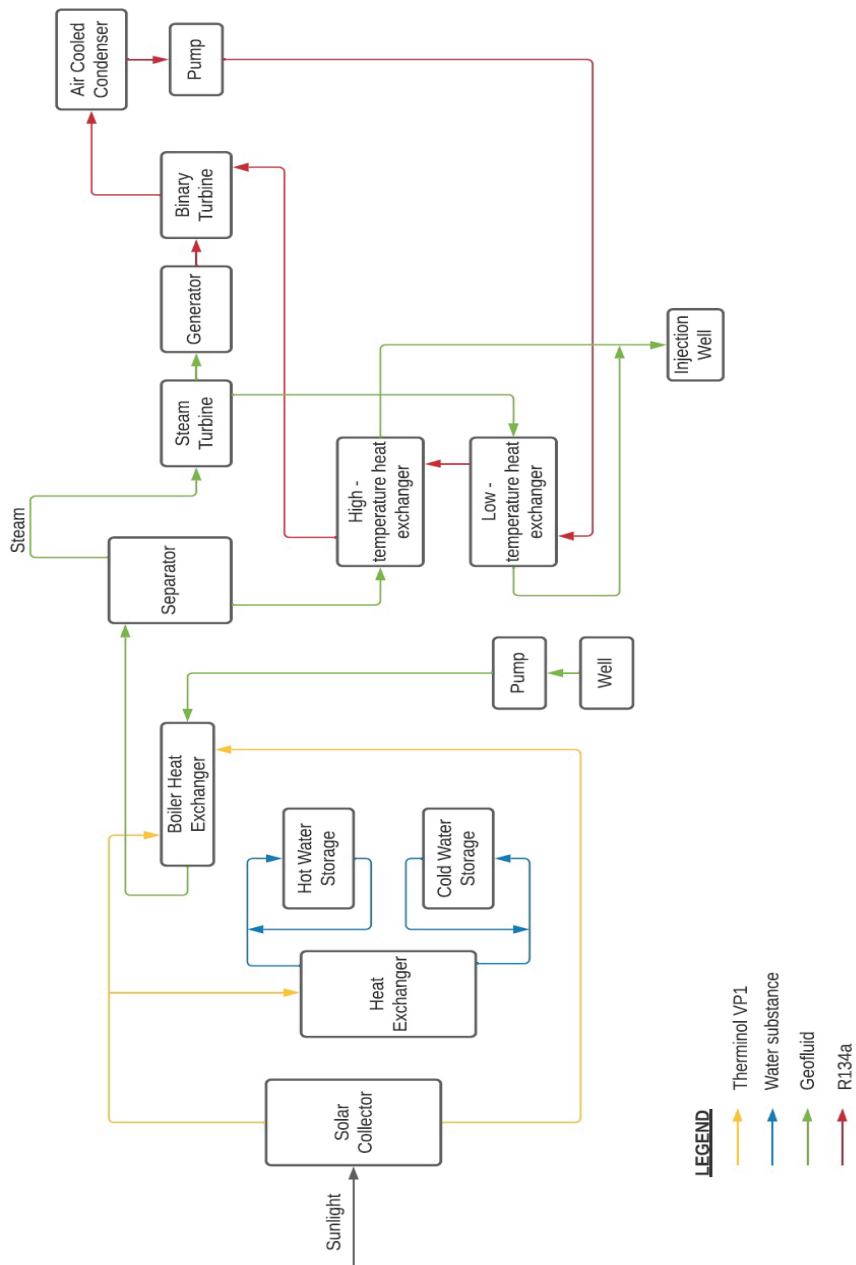 Sunlight
Solar
Collector
Heat
Exchanger
Hot Water
Storage
Cold Water
Storage
Boiler Heat
Exchanger
Pump
Well
Separator
Steam
Steam
Turbine
Generator
Binary
Turbine
Air Cooled
Condenser
Pump
High -
temperature heat
exchanger
Low -
temperature heat
exchanger
Injection
Well
LEGEND
Therminol VP1
Water substance
Geofluid
R134a